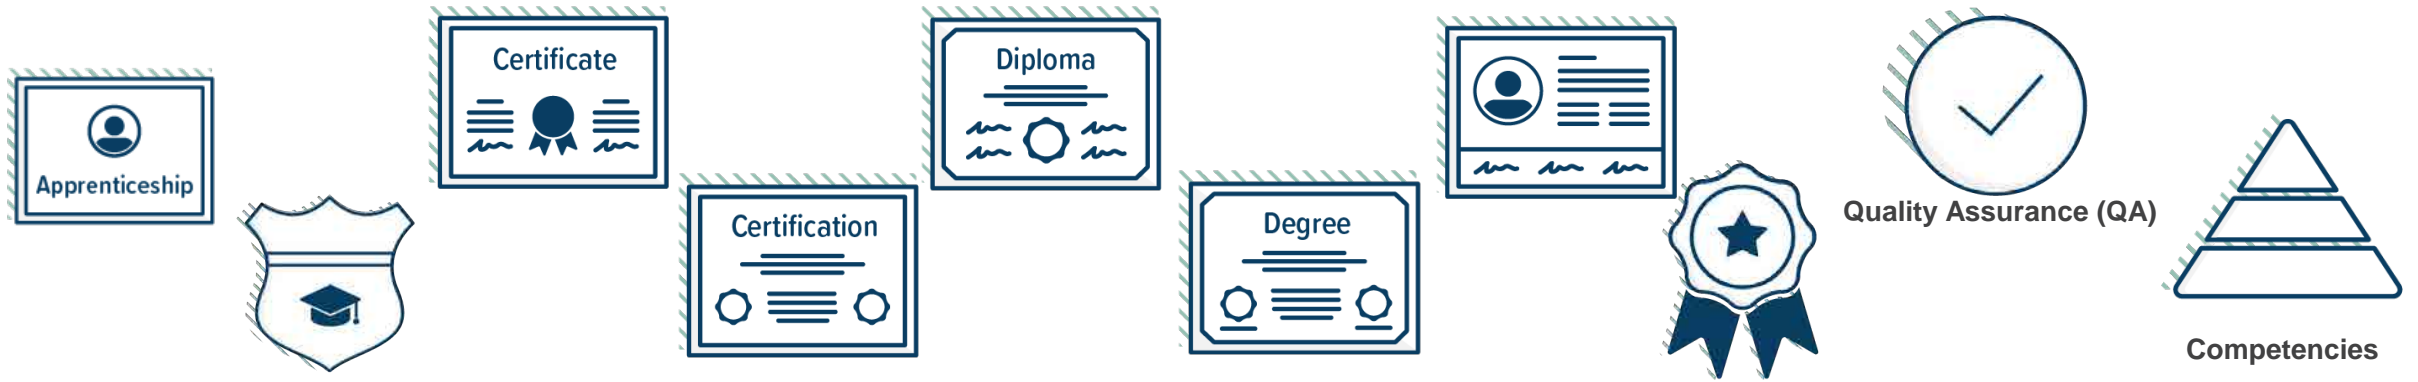 Apprenticeship
Certificate
Certification
Diploma
Degree
Quality Assurance (QA)
Competencies